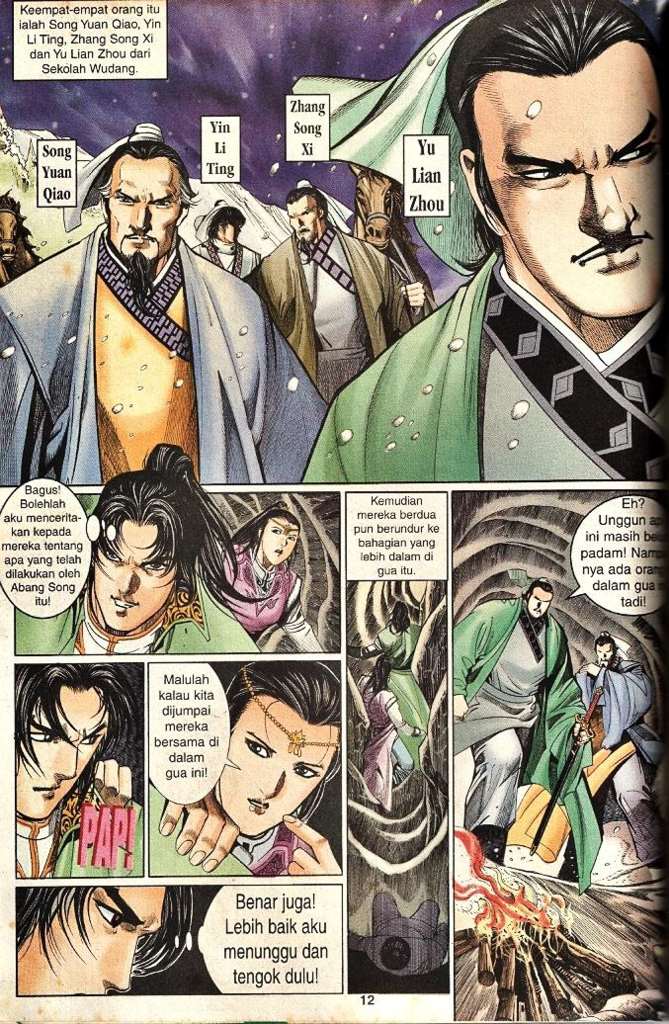 Keempat-empat orang itu
ialah Song Yuan Qiao, Yin
Li Ting, Zhang Song Xi
dan Yu Lian Zhou dari
Sekolah Wudang.
Song
Yuan
Qiao
Yin
Li
Ting
Zhang
Song
Xi
Yu
Lian
Zhou
Bagus!
Bolehlah
aku mencerita-
kan kepada
mereka tentang
apa yang telah
dilakukan oleh
Abang Song
itu!
Kemudian
mereka berdua
pun berundur ke
bahagian yang
lebih dalam di
gua itu.
Eh?
Unggun
ini masih
padam!
nya ada
dalam gua
tadi!
PAP!
Malulah
kalau kita
dijumpai
mereka
bersama di
gua ini!
Benar juga!
Lebih baik aku
menunggu dan
tengok dulu!
12